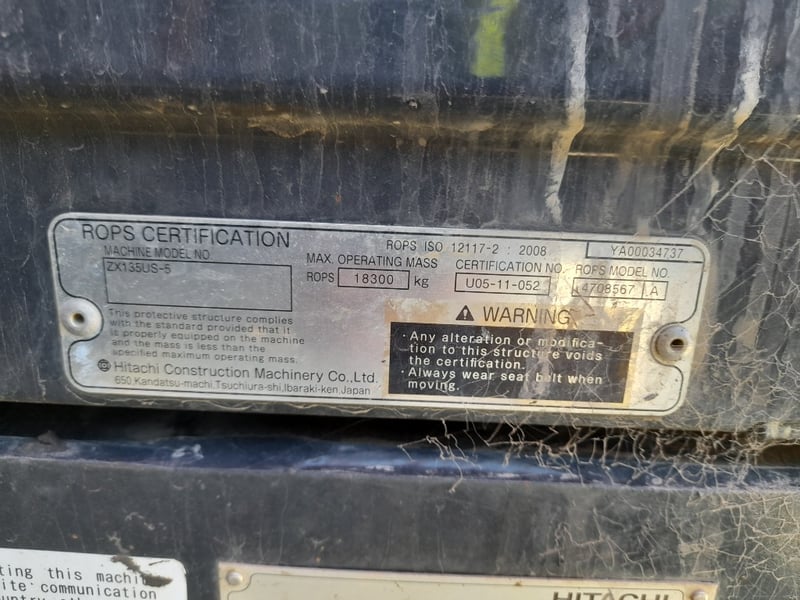 ROPS CERTIFICATION
ROPS ISO 12117-2 : 2008
YA00034737
MACHINE MODEL NO.
ZX135US-5
MAX. OPERATING MASS
ROPS 18300 kg
CERTIFICATION NO.
U05-11-052
ROPS MODEL
4708567 A
This protective structure complies
with the standard provided that it
is properly equipped on the machine
and the mass is less than the
specified maximum operating mass.
WARNING
・Any alteration or modifica-
tion to this structure voids
the certification.
・Always wear seat belt when
moving.
Hitachi Construction Machinery Co.,Ltd.
650,Kandatsu-machi,Tsuchiura-shi,Ibaraki-ken,Japan
ting this machin
ite communication
HITACHI